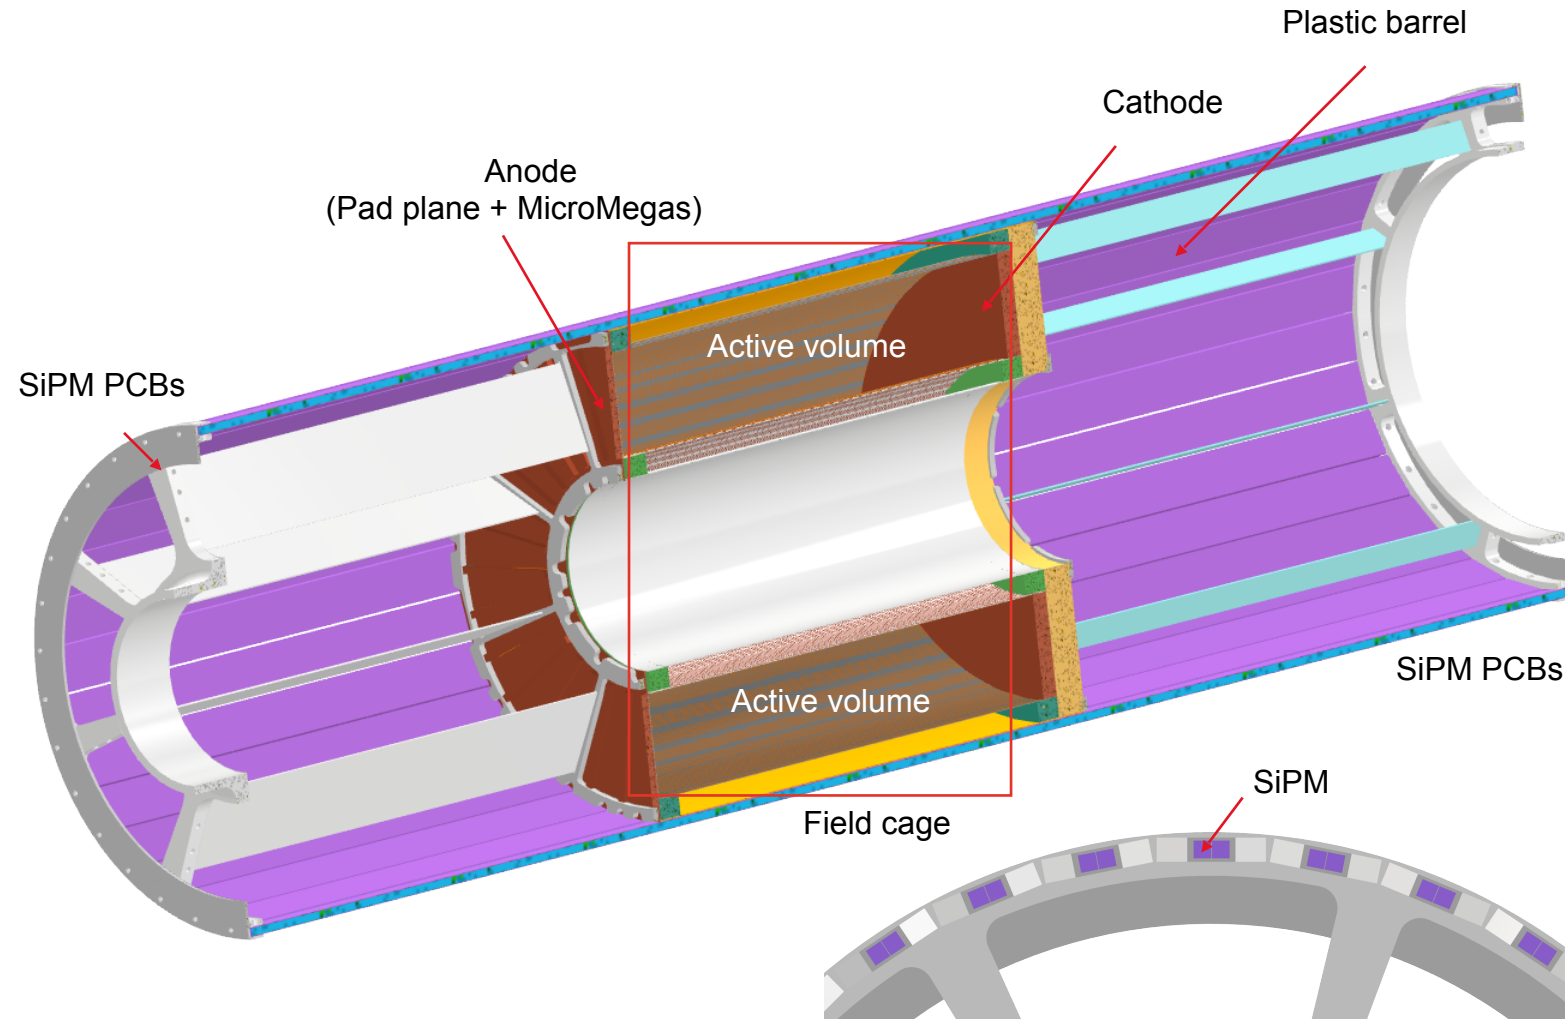 Plastic barrel
Cathode
Anode
(Pad plane + MicroMegas)
Active volume
SiPM PCBs
SiPM PCBs
Active volume
SiPM
Field cage